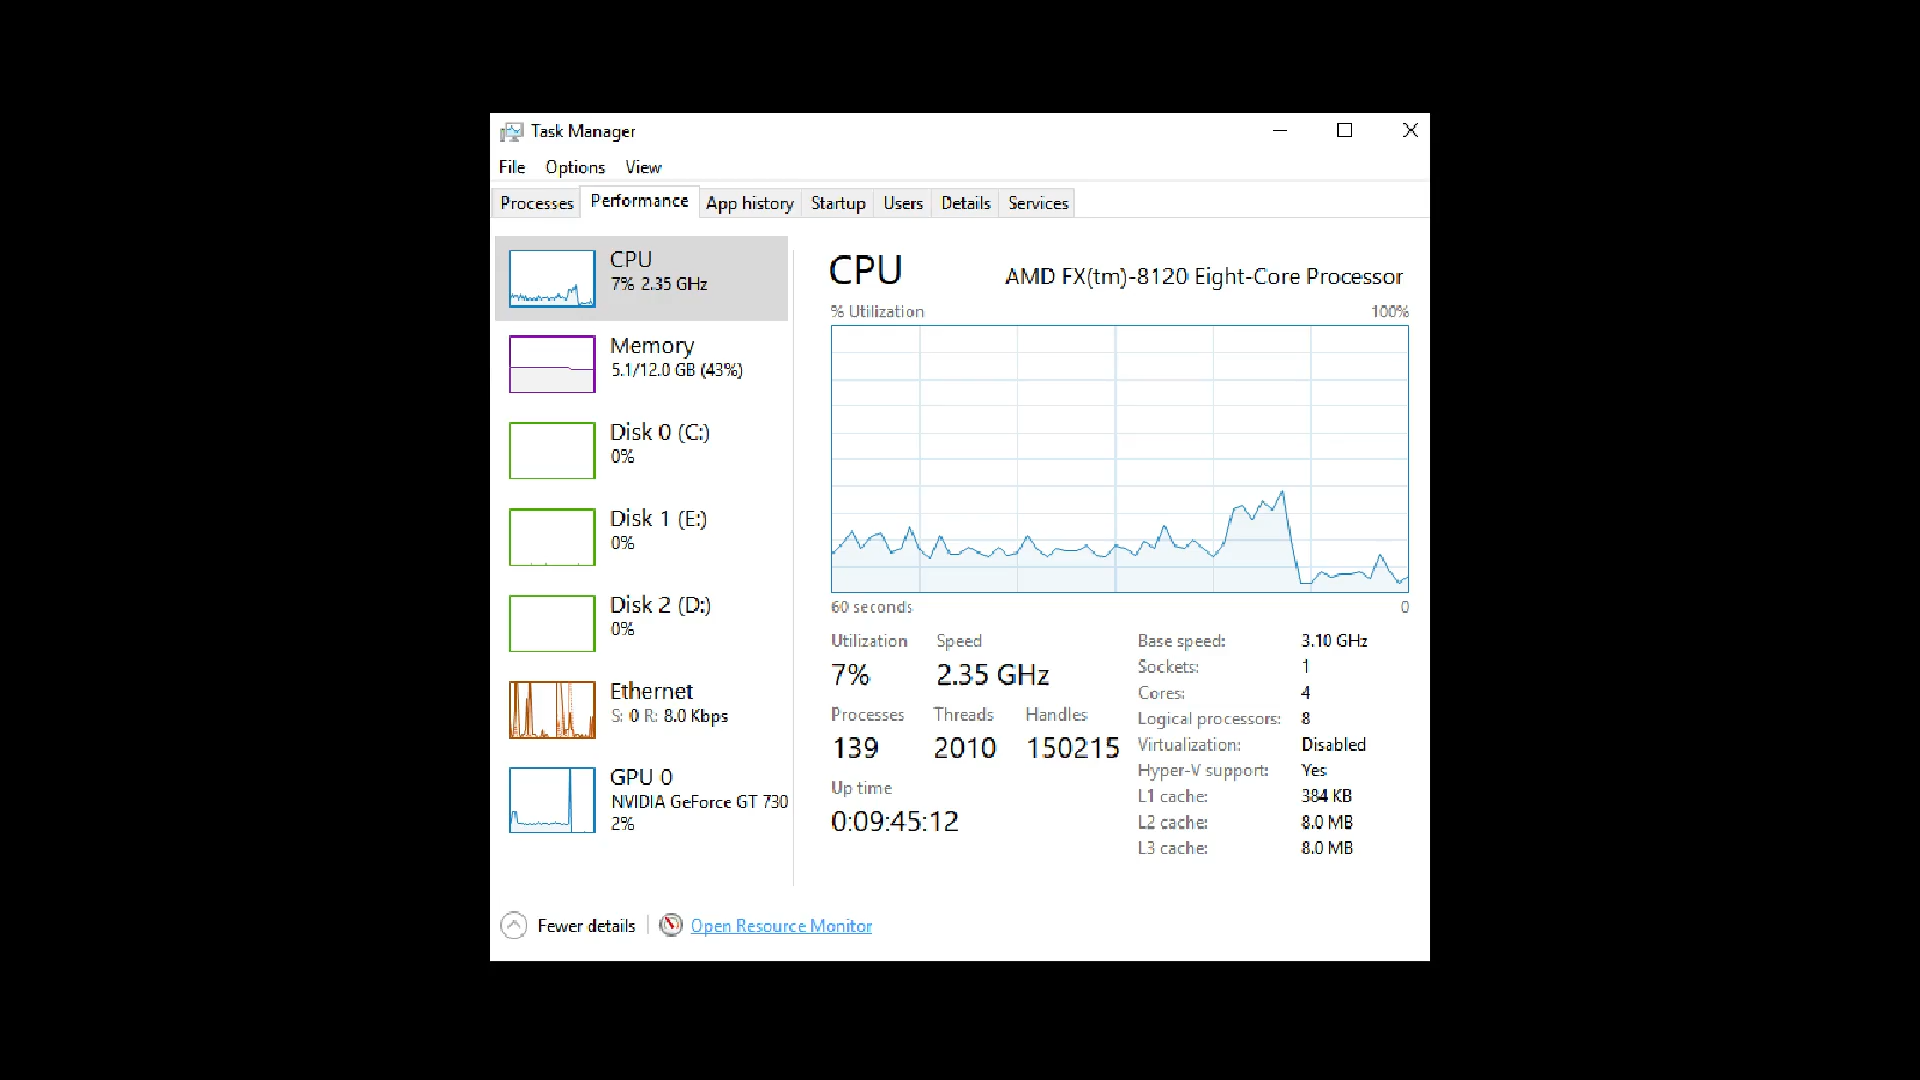 Task Manager
File Options View
Processes Performance App history Startup Users Details Services
CPU
7% 2.35 GHz
Memory
5.1/12.0 GB (43%)
Disk 0 (C:)
0%
Disk 1 (E:)
0%
Disk 2 (D:)
0%
Ethernet
S: 0 R: 8.0 Kbps
GPU 0
NVIDIA GeForce GT 730
2%
CPU AMD FX(tm)-8120 Eight-Core Processor
% Utilization 100%
60 seconds 0
Utilization Speed
7% 2.35 GHz
Processes Threads Handles
139 2010 150215
Up time
0:09:45:12
Base speed: 3.10 GHz
Sockets: 1
Cores: 4
Logical processors: 8
Virtualization: Disabled
Hyper-V support: Yes
L1 cache: 384 KB
L2 cache: 8.0 MB
L3 cache: 8.0 MB
Fewer details Open Resource Monitor